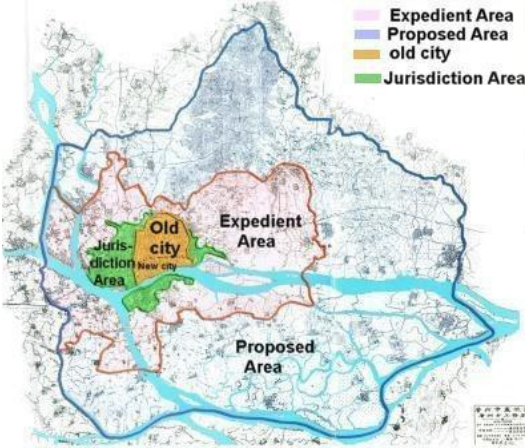 Expedient Area
Proposed Area
old city
Jurisdiction Area
Old
city
Expedient
Area
Juris-
diction
Area
New city
Proposed
Area